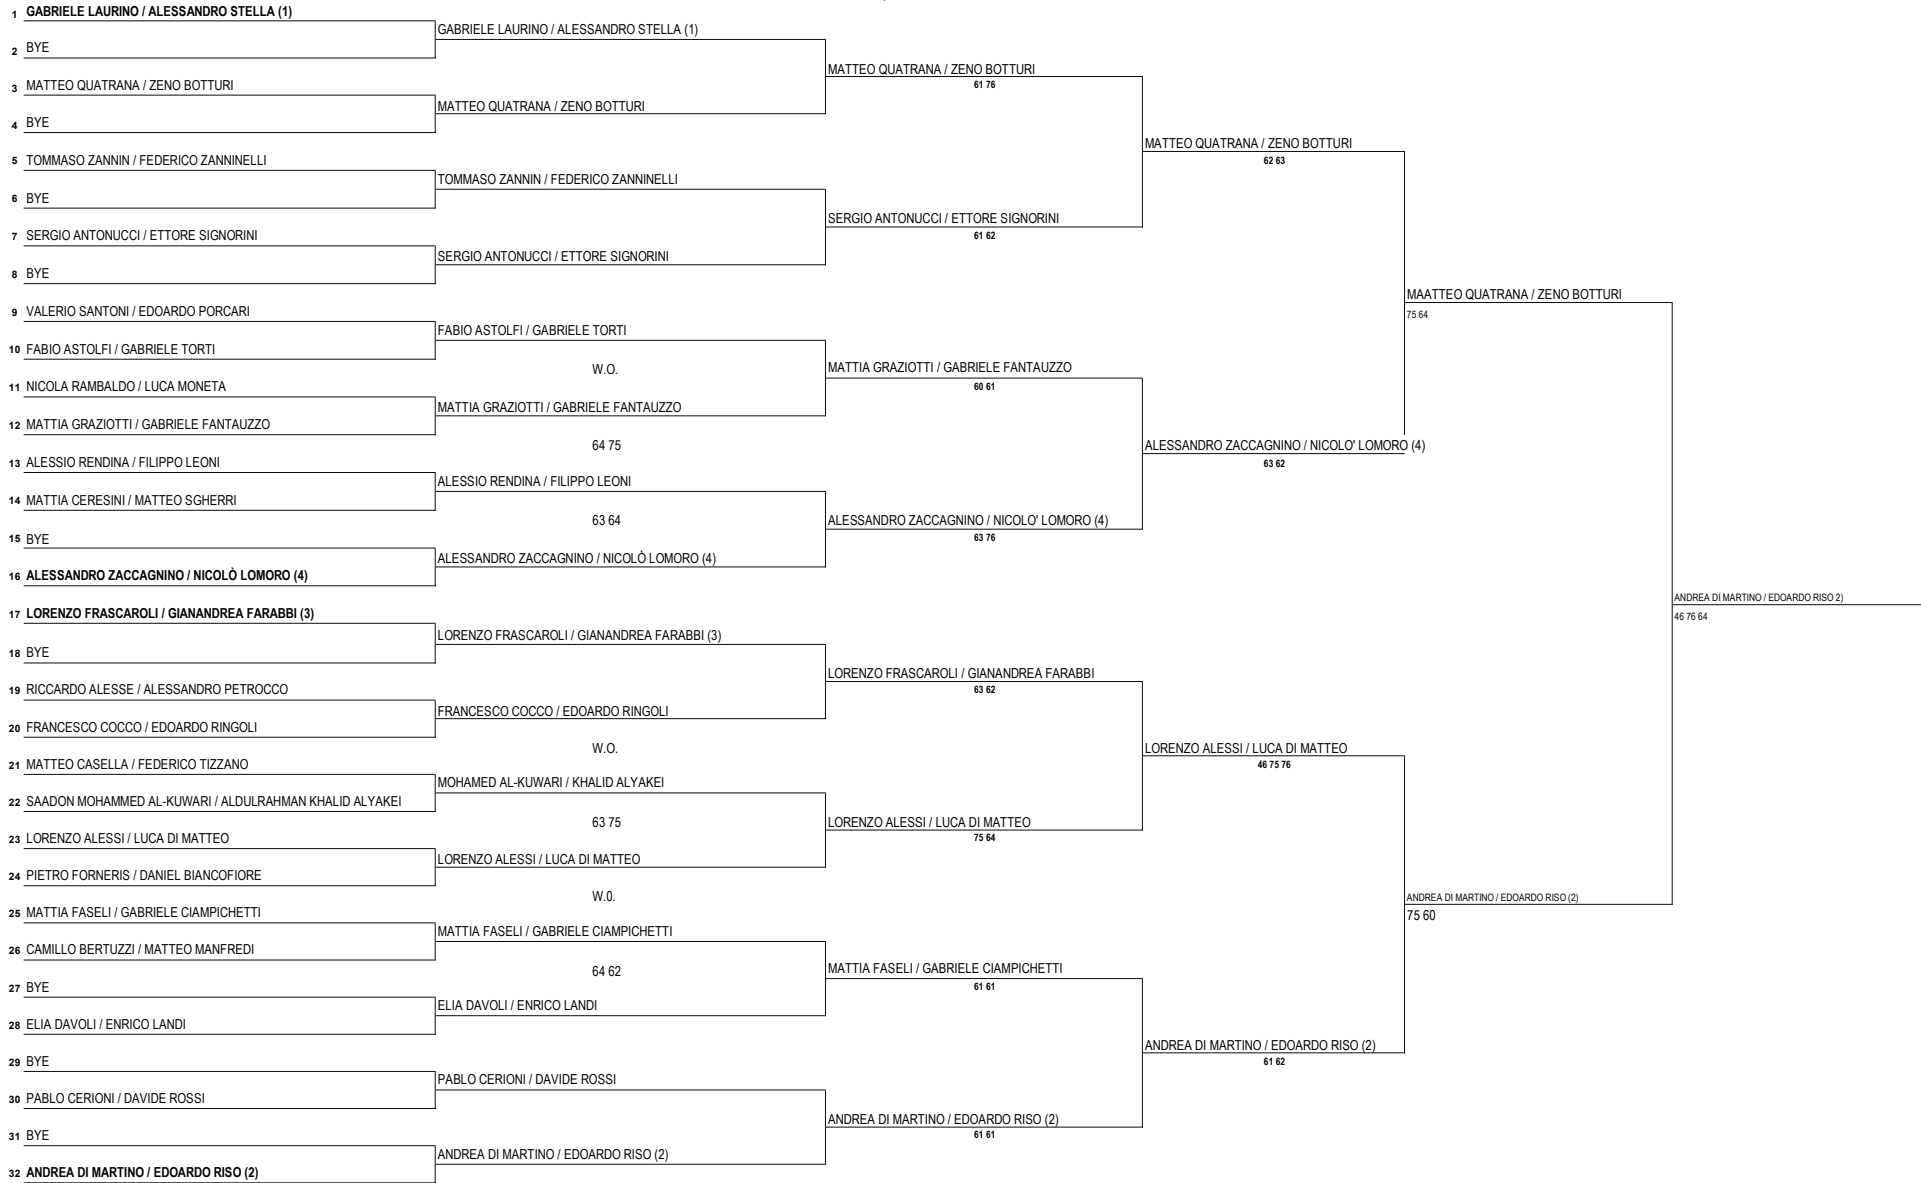 1 GABRIELE LAURINO / ALESSANDRO STELLA (1)
2 BYE
3 MATTEO QUATRANA / ZENO BOTTURI
4 BYE
5 TOMMASO ZANNIN / FEDERICO ZANNINELLI
6 BYE
7 SERGIO ANTONUCCI / ETTORE SIGNORINI
8 BYE
9 VALERIO SANTONI / EDOARDO PORCARI
10 FABIO ASTOLFI / GABRIELE TORTI
11 NICOLA RAMBALDO / LUCA MONETA
12 MATTIA GRAZIOTTI / GABRIELE FANTAUZZO
13 ALESSIO RENDINA / FILIPPO LEONI
14 MATTIA CERESINI / MATTEO SGHERRI
15 BYE
16 ALESSANDRO ZACCAGNINO / NICOLÒ LOMORO (4)
17 LORENZO FRASCAROLI / GIANANDREA FARABBI (3)
18 BYE
19 RICCARDO ALESSE / ALESSANDRO PETROCCO
20 FRANCESCO COCCO / EDOARDO RINGOLI
21 MATTEO CASELLA / FEDERICO TIZZANO
22 SAADON MOHAMMED AL-KUWARI / ALDULRAHMAN KHALID ALYAKEI
23 LORENZO ALESSI / LUCA DI MATTEO
24 PIETRO FORNERIS / DANIEL BIANCOFIORE
25 MATTIA FASELI / GABRIELE CIAMPICHETTI
26 CAMILLO BERTUZZI / MATTEO MANFREDI
27 BYE
28 ELIA DAVOLI / ENRICO LANDI
29 BYE
30 PABLO CERIONI / DAVIDE ROSSI
31 BYE
32 ANDREA DI MARTINO / EDOARDO RISO (2)
GABRIELE LAURINO / ALESSANDRO STELLA (1)
MATTEO QUATRANA / ZENO BOTTURI
TOMMASO ZANNIN / FEDERICO ZANNINELLI
SERGIO ANTONUCCI / ETTORE SIGNORINI
FABIO ASTOLFI / GABRIELE TORTI
W.O.
MATTIA GRAZIOTTI / GABRIELE FANTAUZZO
64 75
ALESSIO RENDINA / FILIPPO LEONI
63 64
ALESSANDRO ZACCAGNINO / NICOLÒ LOMORO (4)
LORENZO FRASCAROLI / GIANANDREA FARABBI (3)
FRANCESCO COCCO / EDOARDO RINGOLI
W.O.
MOHAMED AL-KUWARI / KHALID ALYAKEI
63 75
LORENZO ALESSI / LUCA DI MATTEO
W.0.
MATTIA FASELI / GABRIELE CIAMPICHETTI
64 62
ELIA DAVOLI / ENRICO LANDI
PABLO CERIONI / DAVIDE ROSSI
ANDREA DI MARTINO / EDOARDO RISO (2)
MATTEO QUATRANA / ZENO BOTTURI
61 76
SERGIO ANTONUCCI / ETTORE SIGNORINI
61 62
MATTIA GRAZIOTTI / GABRIELE FANTAUZZO
60 61
ALESSANDRO ZACCAGNINO / NICOLO' LOMORO (4)
63 76
LORENZO FRASCAROLI / GIANANDREA FARABBI
63 62
LORENZO ALESSI / LUCA DI MATTEO
75 64
MATTIA FASELI / GABRIELE CIAMPICHETTI
61 61
ANDREA DI MARTINO / EDOARDO RISO (2)
61 61
MATTEO QUATRANA / ZENO BOTTURI
62 63
ALESSANDRO ZACCAGNINO / NICOLO' LOMORO (4)
63 62
LORENZO ALESSI / LUCA DI MATTEO
46 75 76
ANDREA DI MARTINO / EDOARDO RISO (2)
61 62
MAATTEO QUATRANA / ZENO BOTTURI
75 64
ANDREA DI MARTINO / EDOARDO RISO (2)
75 60
ANDREA DI MARTINO / EDOARDO RISO 2)
46 76 64